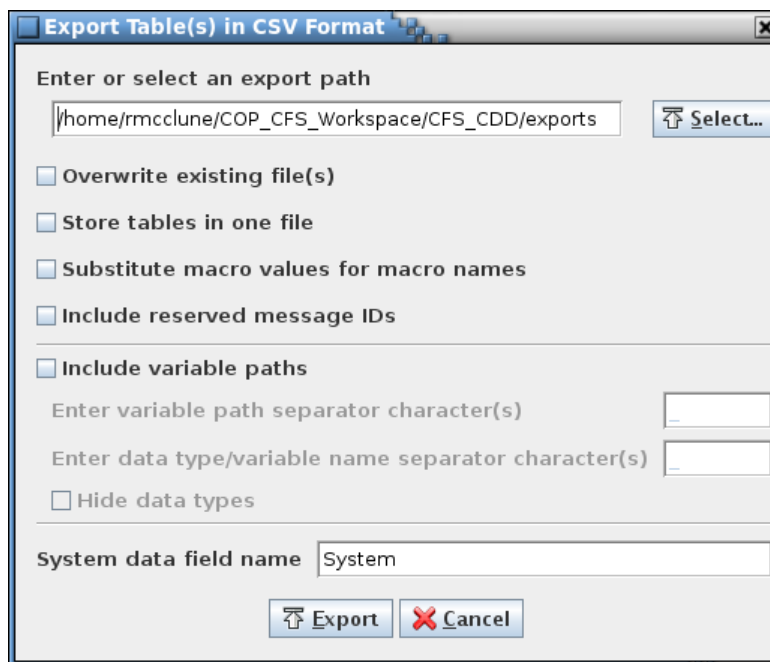 Export Table(s) in CSV Format
Enter or select an export path
/home/rmcclune/COP_CFS_Workspace/CFS_CDD/exports
Select...
Overwrite existing file(s)
Store tables in one file
Substitute macro values for macro names
Include reserved message IDs
Include variable paths
Enter variable path separator character(s) _
Enter data type/variable name separator character(s) _
Hide data types
System data field name System
Export Cancel